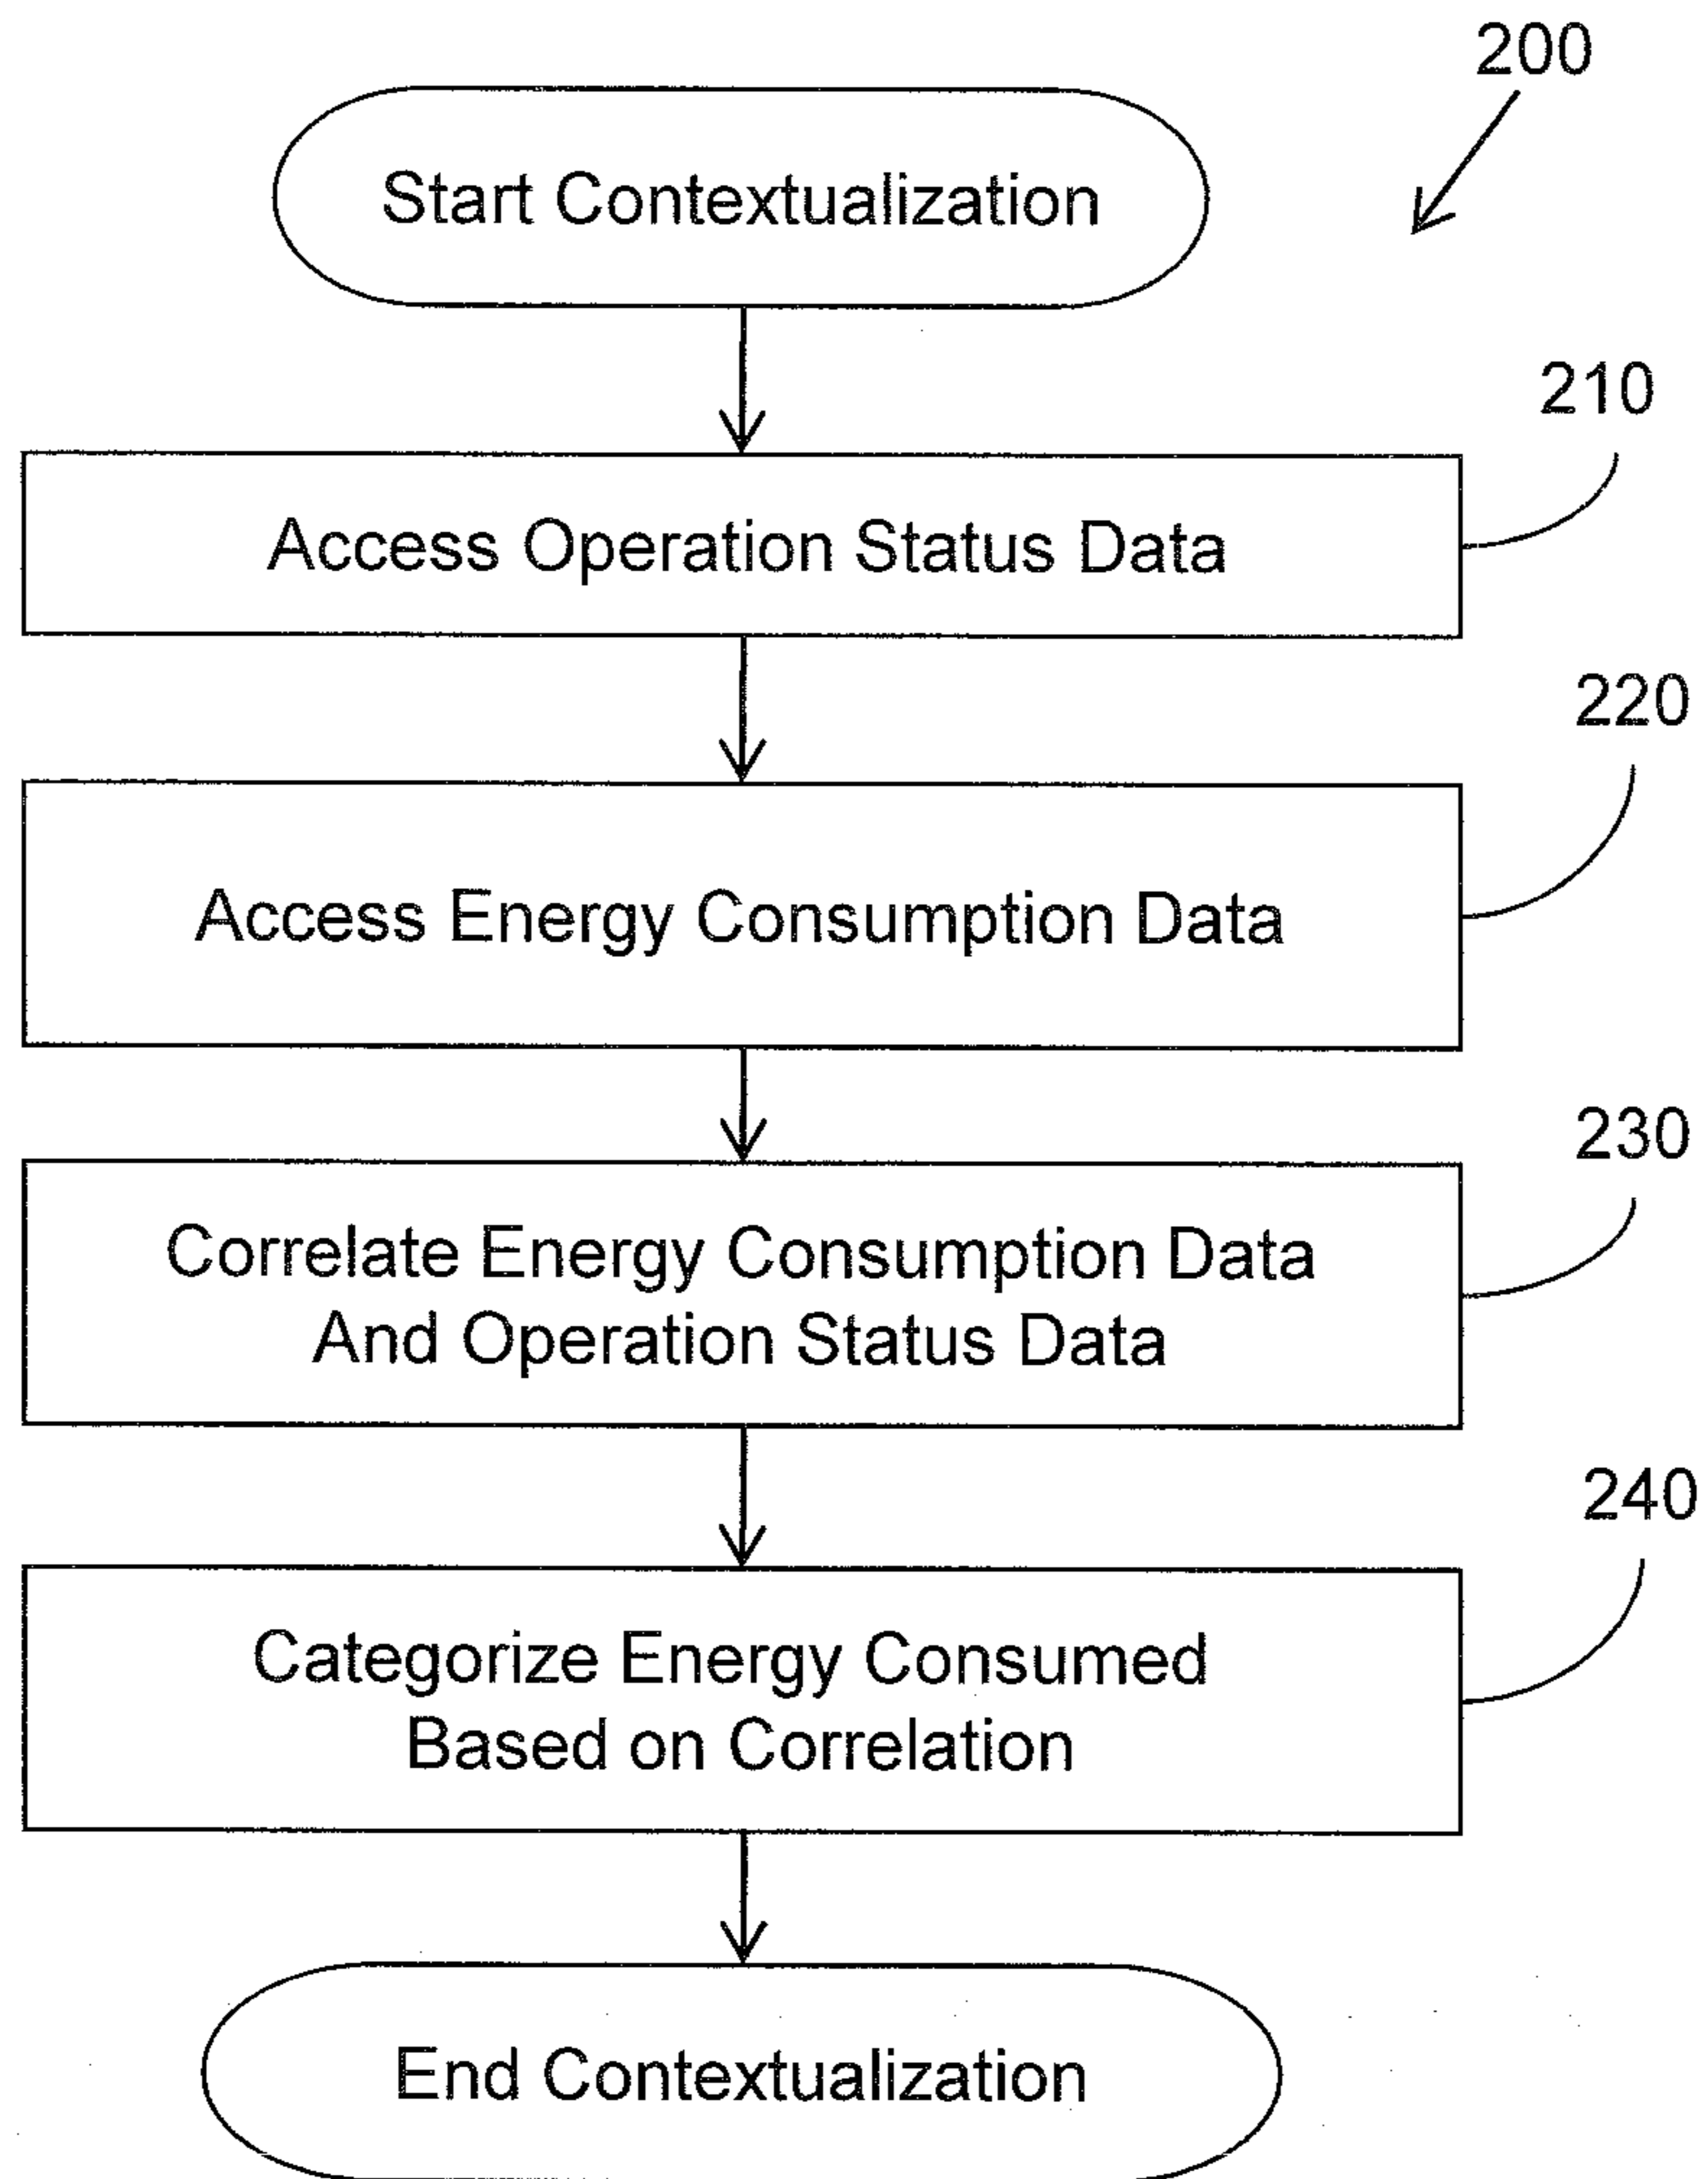 200
Start Contextualization
210
Access Operation Status Data
220
Access Energy Consumption Data
230
Correlate Energy Consumption Data
And Operation Status Data
240
Categorize Energy Consumed
Based on Correlation
End Contextualization